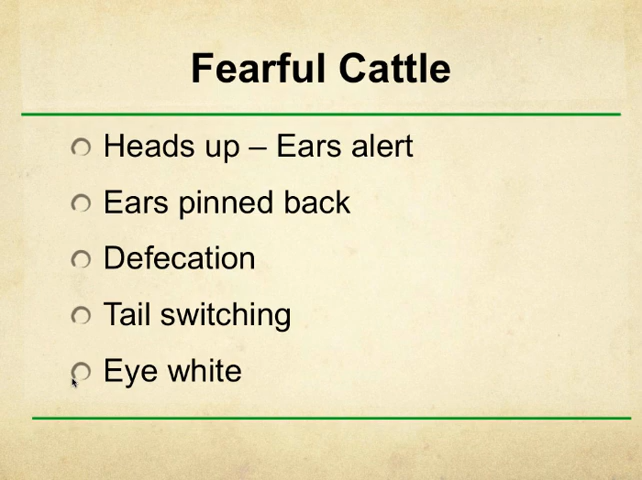 Fearful Cattle
Heads up – Ears alert
Ears pinned back
Defecation
Tail switching
Eye white